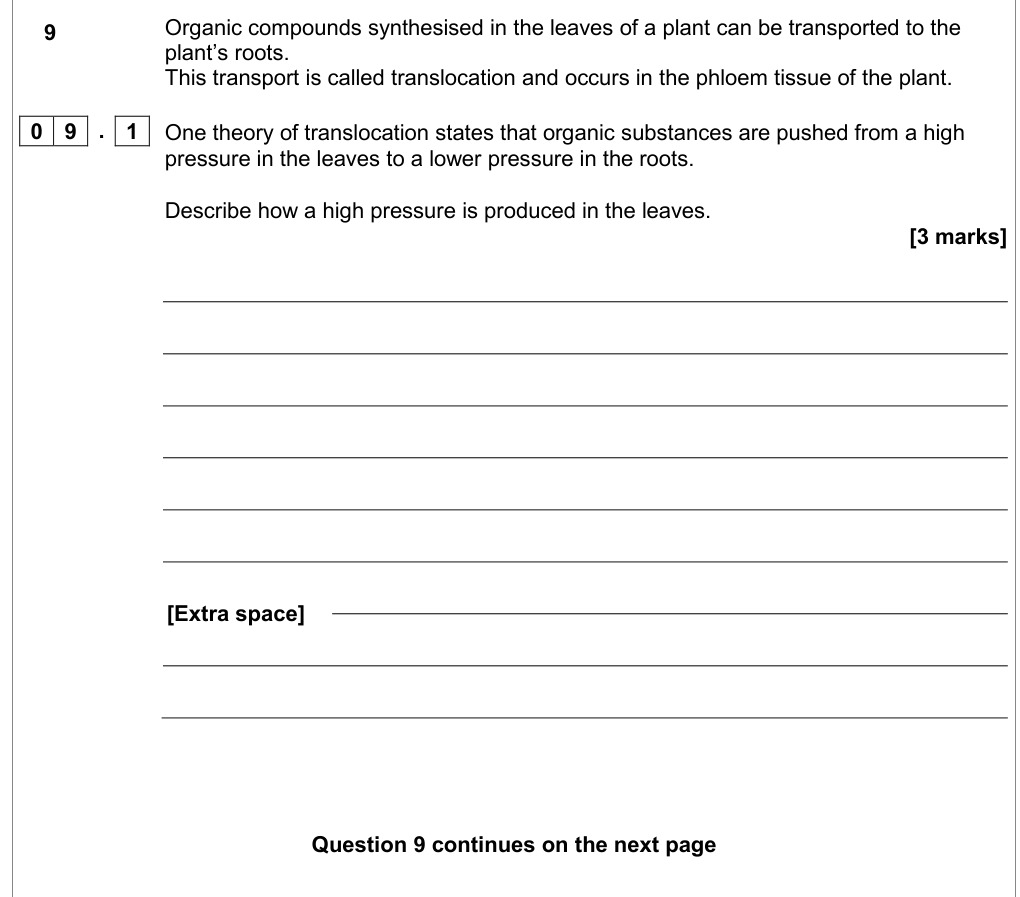 9
Organic compounds synthesised in the leaves of a plant can be transported to the
plant’s roots.
This transport is called translocation and occurs in the phloem tissue of the plant.
0 9 . 1 One theory of translocation states that organic substances are pushed from a high
pressure in the leaves to a lower pressure in the roots.
Describe how a high pressure is produced in the leaves.
[3 marks]
[Extra space]
Question 9 continues on the next page